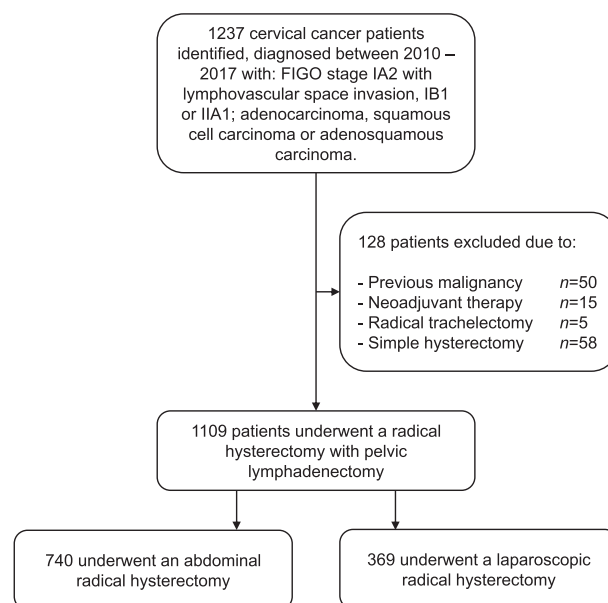 1237 cervical cancer patients
identified, diagnosed between 2010 –
2017 with: FIGO stage IA2 with
lymphovascular space invasion, IB1
or IIA1; adenocarcinoma, squamous
cell carcinoma or adenosquamous
carcinoma.
128 patients excluded due to:
- Previous malignancy n=50
- Neoadjuvant therapy n=15
- Radical trachelectomy n=5
- Simple hysterectomy n=58
1109 patients underwent a radical
hysterectomy with pelvic
lymphadenectomy
740 underwent an abdominal
radical hysterectomy
369 underwent a laparoscopic
radical hysterectomy